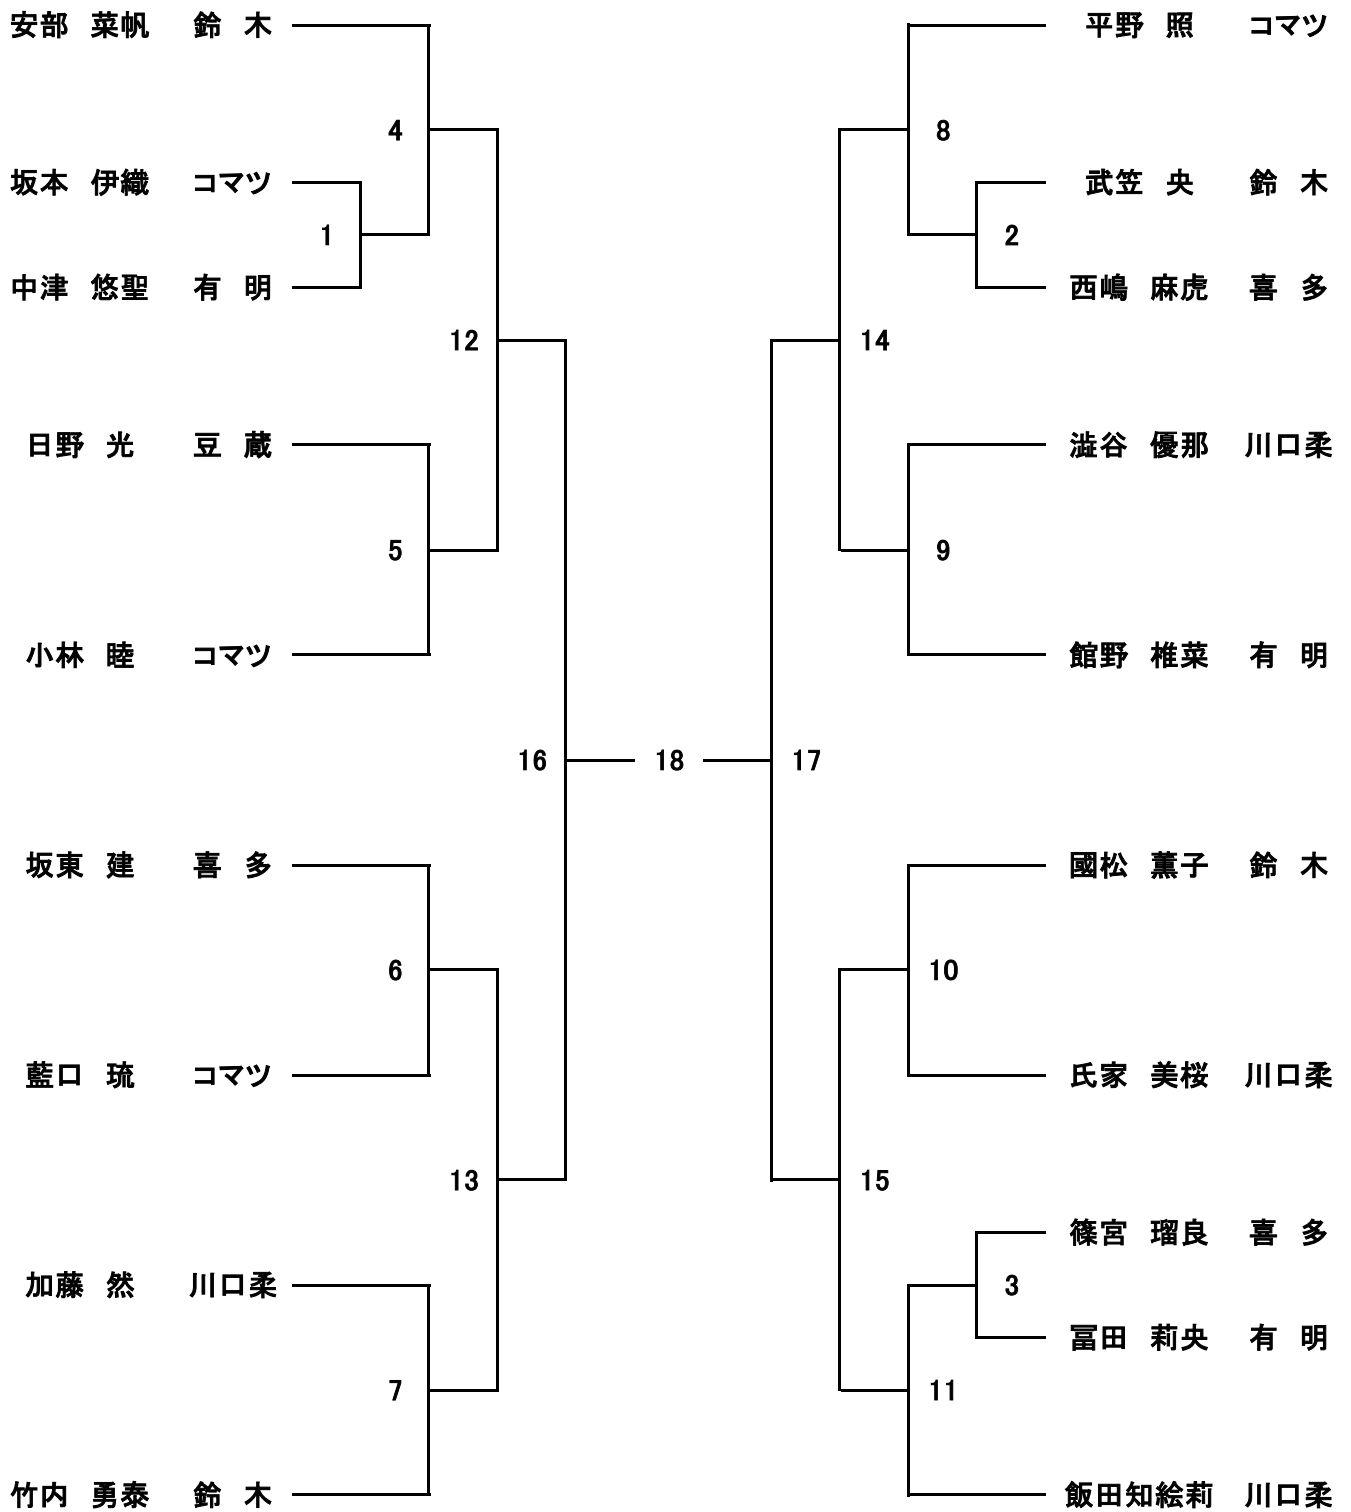 安部 菜帆 鈴 木
4
坂本 伊織 コマツ
1
中津 悠聖 有 明
12
日野 光 豆 蔵
5
小林 睦 コマツ
16
坂東 建 喜 多
6
藍口 琉 コマツ
13
加藤 然 川口柔
7
竹内 勇泰 鈴 木
18
平野 照 コマツ
8
武笠 央 鈴 木
2
西嶋 麻虎 喜 多
14
澁谷 優那 川口柔
9
館野 椎菜 有 明
17
國松 薫子 鈴 木
10
氏家 美桜 川口柔
15
篠宮 瑠良 喜 多
3
冨田 莉央 有 明
11
飯田知絵莉 川口柔